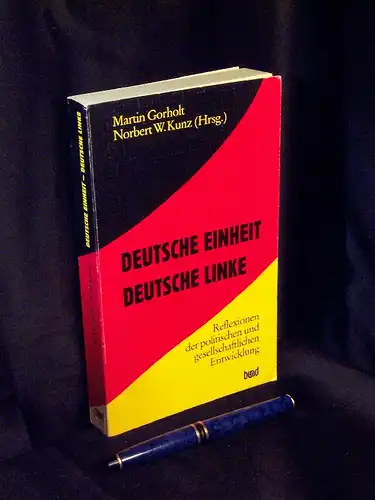 Martin Gorholt
Norbert W. Kunz (Hrsg.)
DEUTSCHE EINHEIT
DEUTSCHE LINKE
Reflexionen
der politischen und
gesellschaftlichen
Entwicklung
bund
DEUTSCHE EINHEIT – DEUTSCHE LINKE